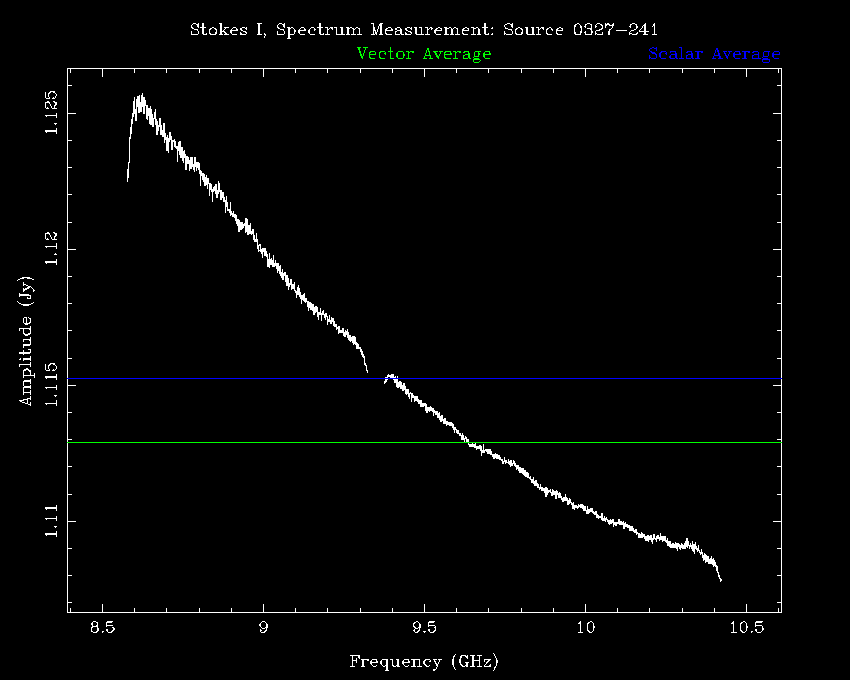 Stokes I, Spectrum Measurement: Source 0327-241
Vector Average Scalar Average
1.125
1.12
1.115
1.11
Amplitude (Jy)
8.5 9 9.5 10 10.5
Frequency (GHz)